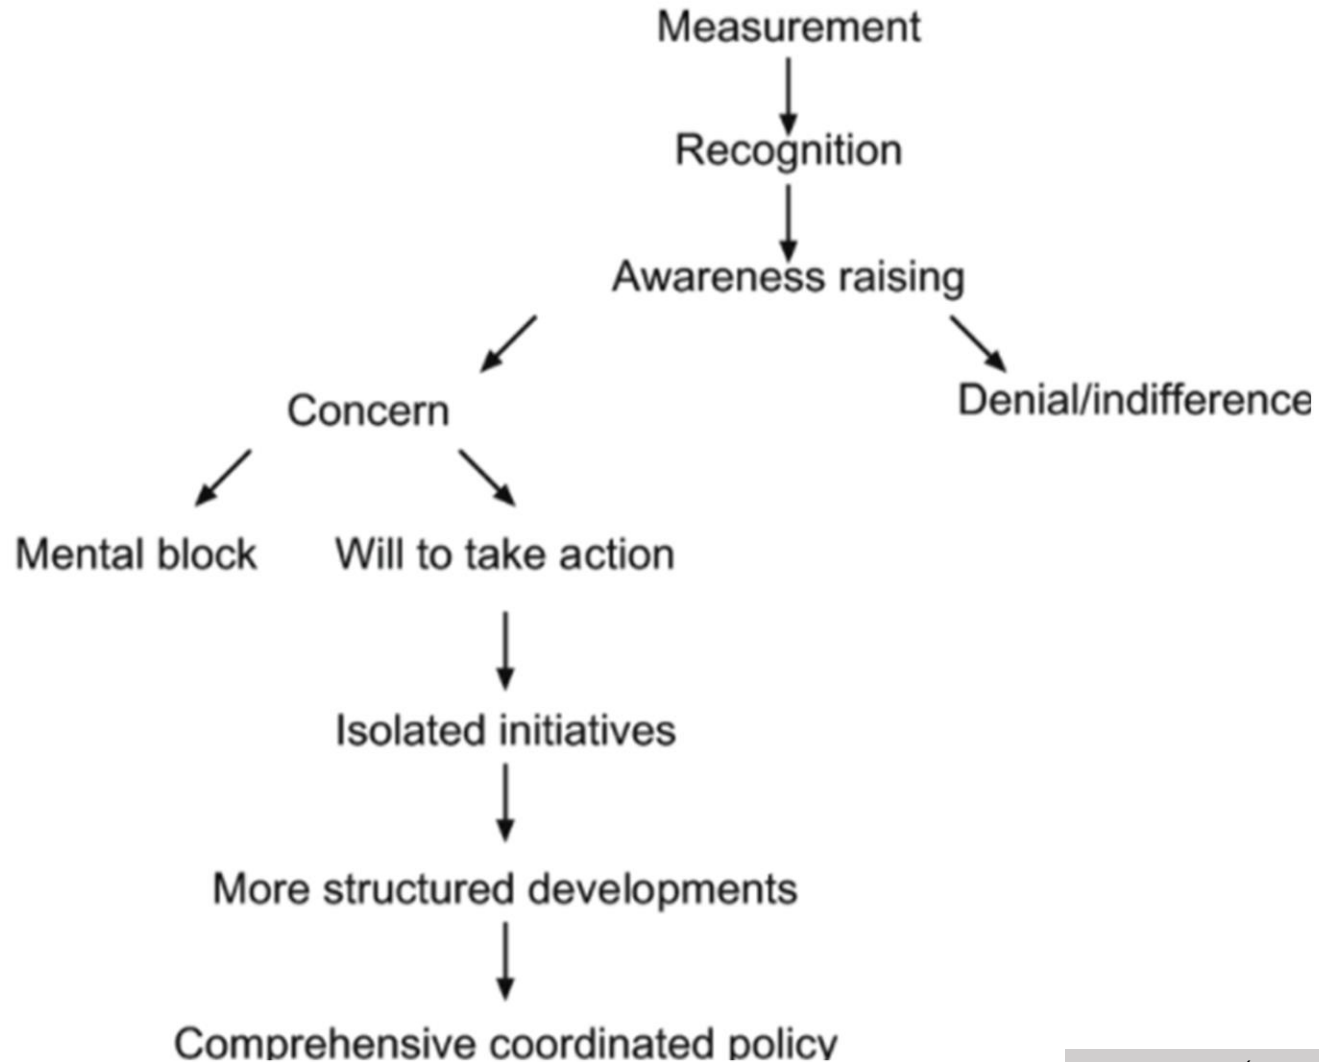 Measurement
Recognition
Awareness raising
Concern
Denial/indifference
Mental block
Will to take action
Isolated initiatives
More structured developments
Comprehensive coordinated policy